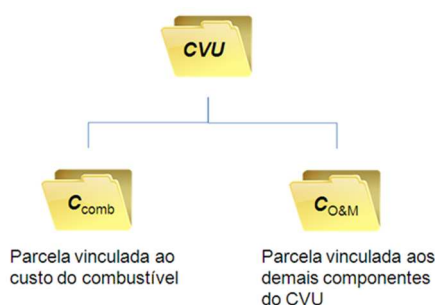 CVU
Ccomb
CO&M
Parcela vinculada ao
custo do combustível
Parcela vinculada aos
demais componentes
do CVU